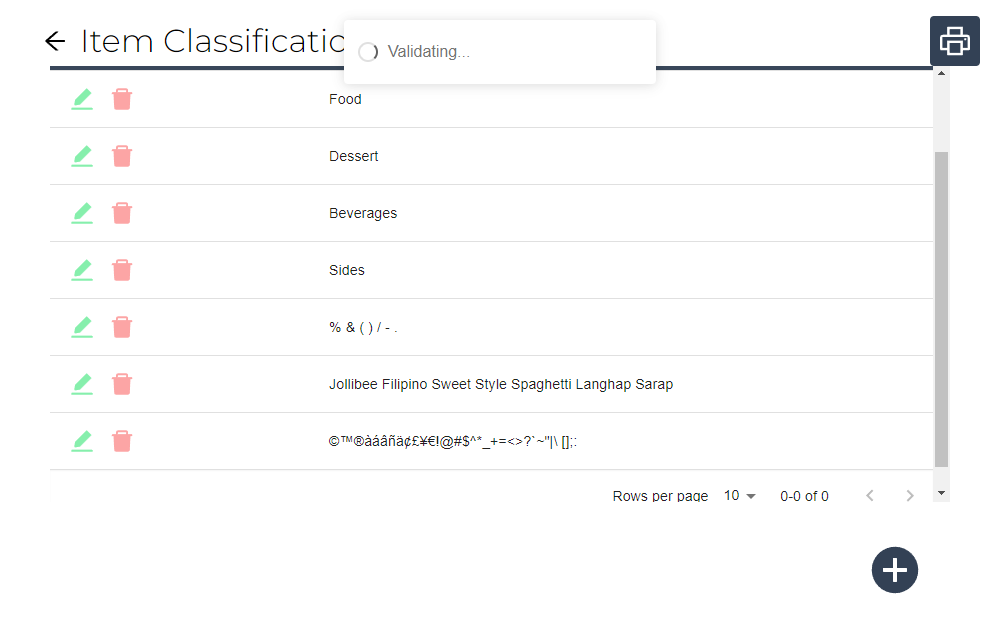 Item Classificatio
Validating...
Food
Dessert
Beverages
Sides
% & ( ) / - .
Jollibee Filipino Sweet Style Spaghetti Langhap Sarap
©™®àáâñä¢£¥€!@#$^*_+=<>?`~"|\ [];:
Rows per page 10 0-0 of 0